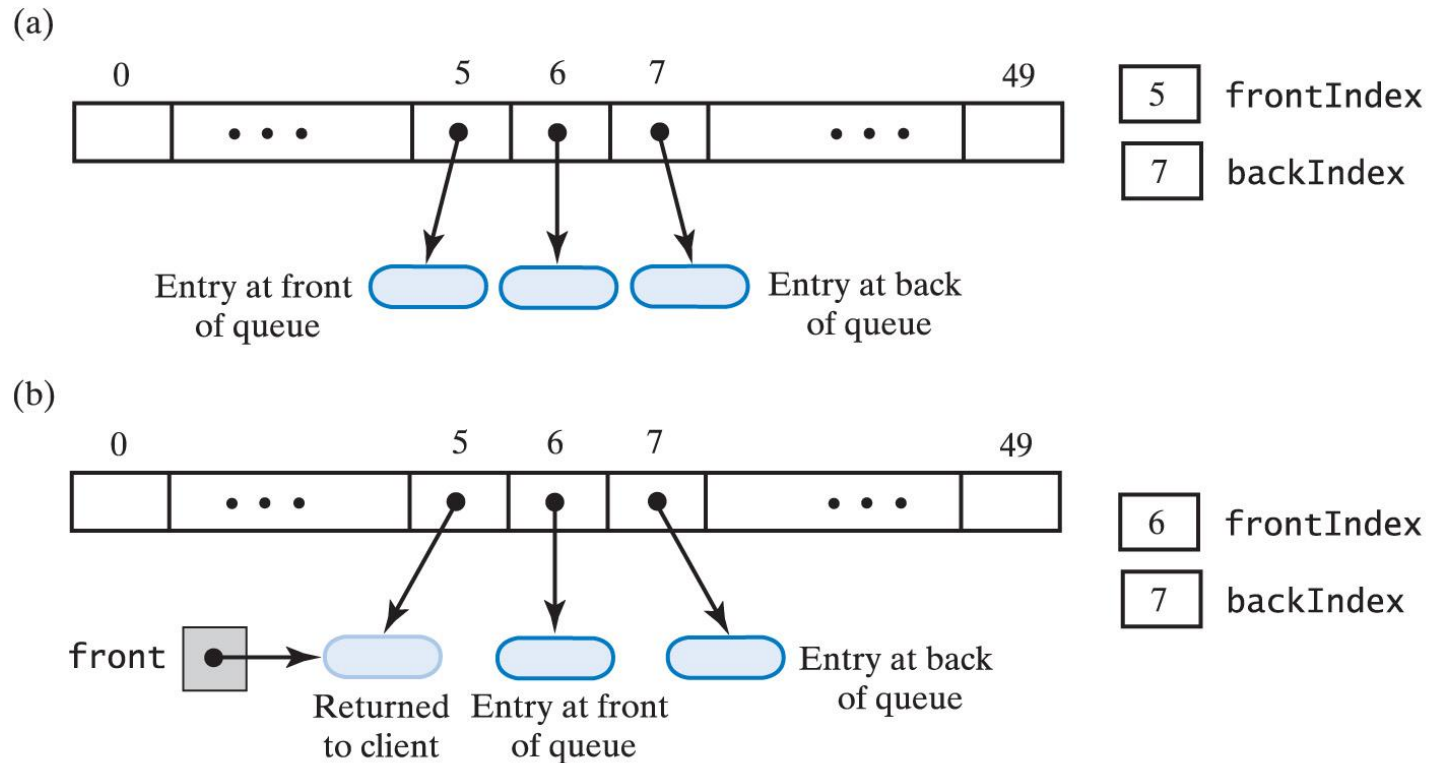 (a)
0 5 6 7 49
5 frontIndex
7 backIndex
Entry at front
of queue
Entry at back
of queue
(b)
0 5 6 7 49
6 frontIndex
7 backIndex
front
Returned
to client
Entry at front
of queue
Entry at back
of queue